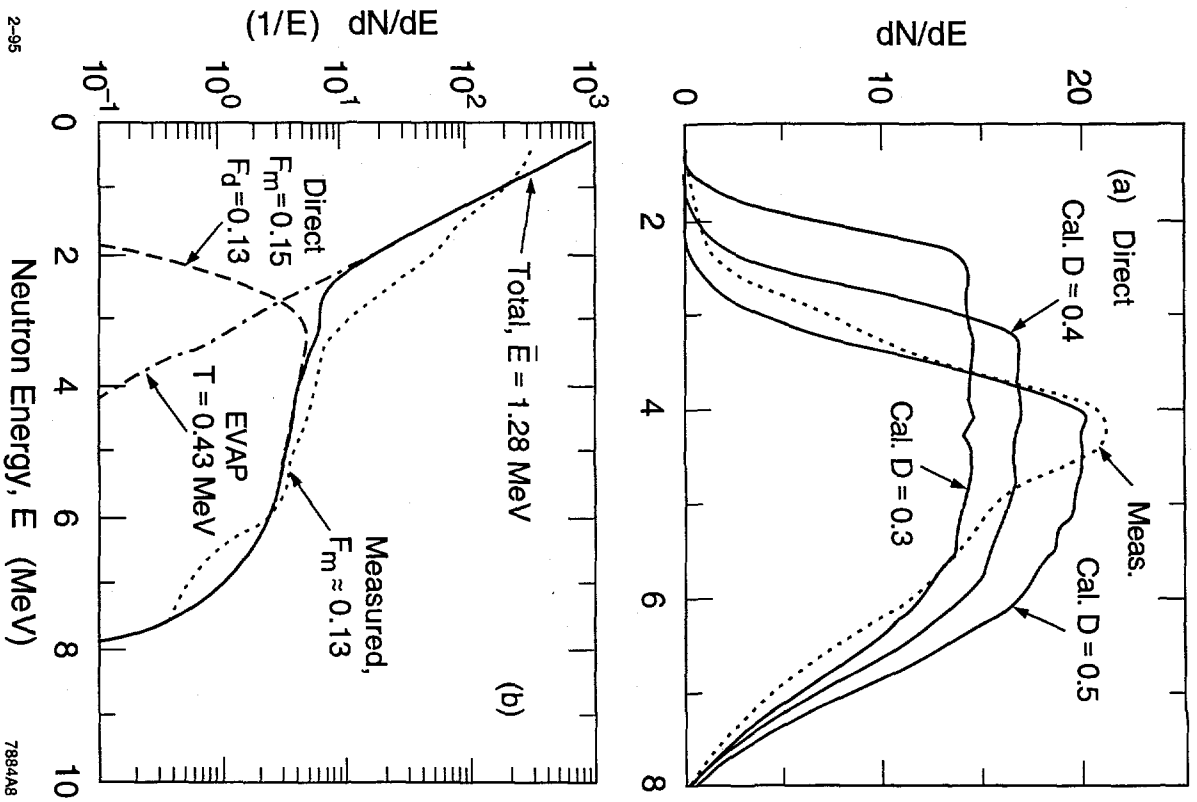 dN/dE
20
10
0
(a) Direct
Cal. D = 0.4
Cal. D = 0.3
Meas.
Cal. D = 0.5
2
4
6
8
(1/E) dN/dE
10³
10²
10¹
10⁰
10⁻¹
(b)
Total, E̅ = 1.28 MeV
Measured,
Fₘ ≈ 0.13
Direct
Fₘ = 0.15
F_d = 0.13
EVAP
T = 0.43 MeV
0
2
4
6
8
10
Neutron Energy, E (MeV)
2–95
7884A8